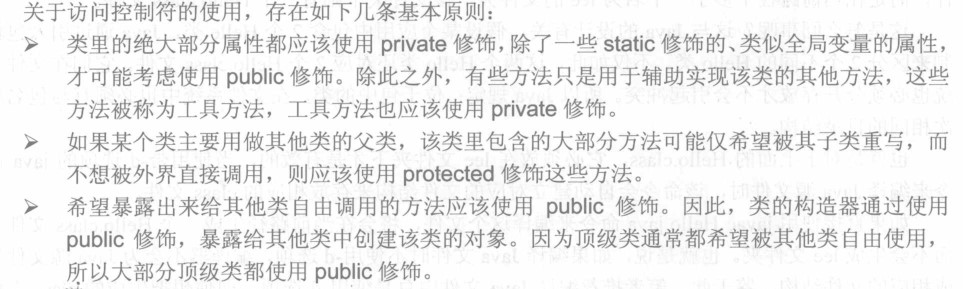 关于访问控制符的使用，存在如下几条基本原则：
➢ 类里的绝大部分属性都应该使用 private 修饰，除了一些 static 修饰的、类似全局变量的属性，
才可能考虑使用 public 修饰。除此之外，有些方法只是用于辅助实现该类的其他方法，这些
方法被称为工具方法，工具方法也应该使用 private 修饰。
➢ 如果某个类主要用做其他类的父类，该类里包含的大部分方法可能仅希望被其子类重写，而
不想被外界直接调用，则应该使用 protected 修饰这些方法。
➢ 希望暴露出来给其他类自由调用的方法应该使用 public 修饰。因此，类的构造器通过使用
public 修饰，暴露给其他类中创建该类的对象。因为顶级类通常都希望被其他类自由使用，
所以大部分顶级类都使用 public 修饰。